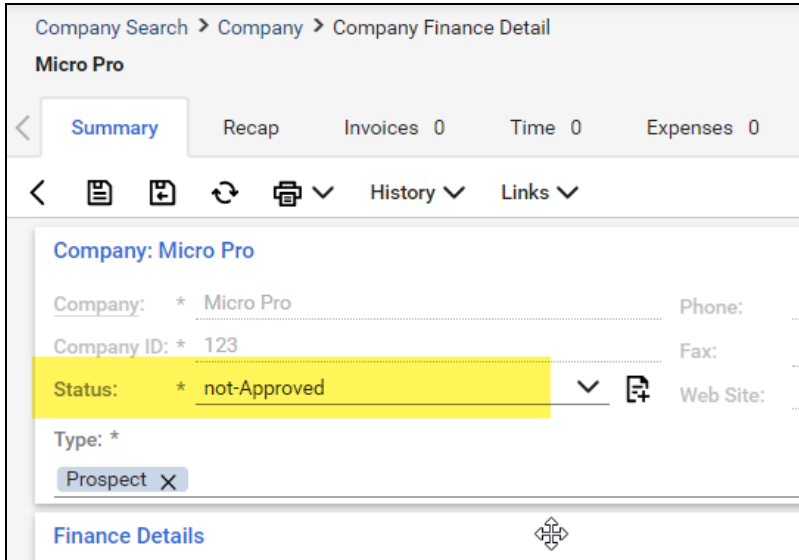 Company Search > Company > Company Finance Detail
Micro Pro
Summary Recap Invoices 0 Time 0 Expenses 0
History Links
Company: Micro Pro
Company: * Micro Pro Phone:
Company ID: * 123 Fax:
Status: * not-Approved Web Site:
Type: *
Prospect X
Finance Details